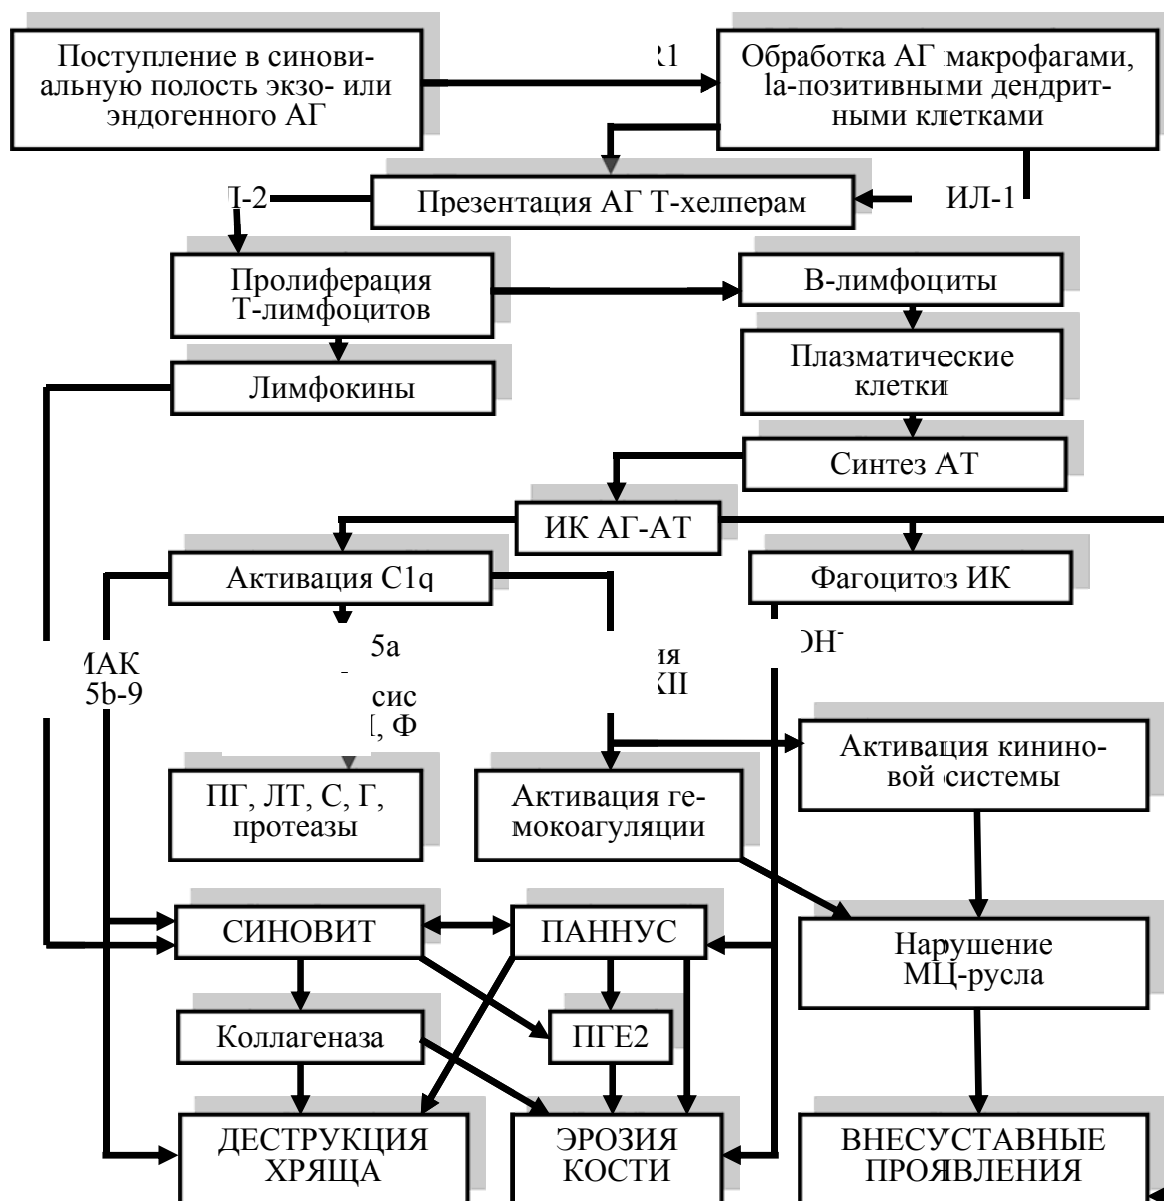 Поступление в синови-
альную полость экзо- или
эндогенного АГ
Обработка АГ макрофагами,
Ia-позитивными дендрит-
ными клетками
Презентация АГ Т-хелперам
ИЛ-1
Пролиферация
Т-лимфоцитов
В-лимфоциты
Лимфокины
Плазматические
клетки
Синтез АТ
ИК АГ-АТ
Активация C1q
Фагоцитоз ИК
МАК
5b-9
5a
Активация кинино-
вой системы
ПГ, ЛТ, С, Г,
протеазы
Активация ге-
мокоагуляции
СИНОВИТ
ПАННУС
Нарушение
МЦ-русла
Коллагеназа
ПГЕ2
ДЕСТРУКЦИЯ
ХРЯЩА
ЭРОЗИЯ
КОСТИ
ВНЕСУСТАВНЫЕ
ПРОЯВЛЕНИЯ